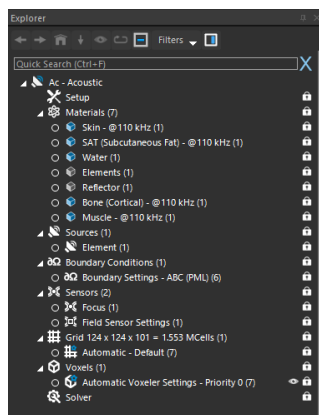 Explorer
Filters
Quick Search (Ctrl+F)
Ac - Acoustic
Setup
Materials (7)
Skin - @110 kHz (1)
SAT (Subcutaneous Fat) - @110 kHz (1)
Water (1)
Elements (1)
Reflector (1)
Bone (Cortical) - @110 kHz (1)
Muscle - @110 kHz (1)
Sources (1)
Element (1)
∂Ω Boundary Conditions (1)
∂Ω Boundary Settings - ABC (PML) (6)
Sensors (2)
Focus (1)
Field Sensor Settings (1)
Grid 124 x 124 x 101 = 1.553 MCells (1)
Automatic - Default (7)
Voxels (1)
Automatic Voxeler Settings - Priority 0 (7)
Solver